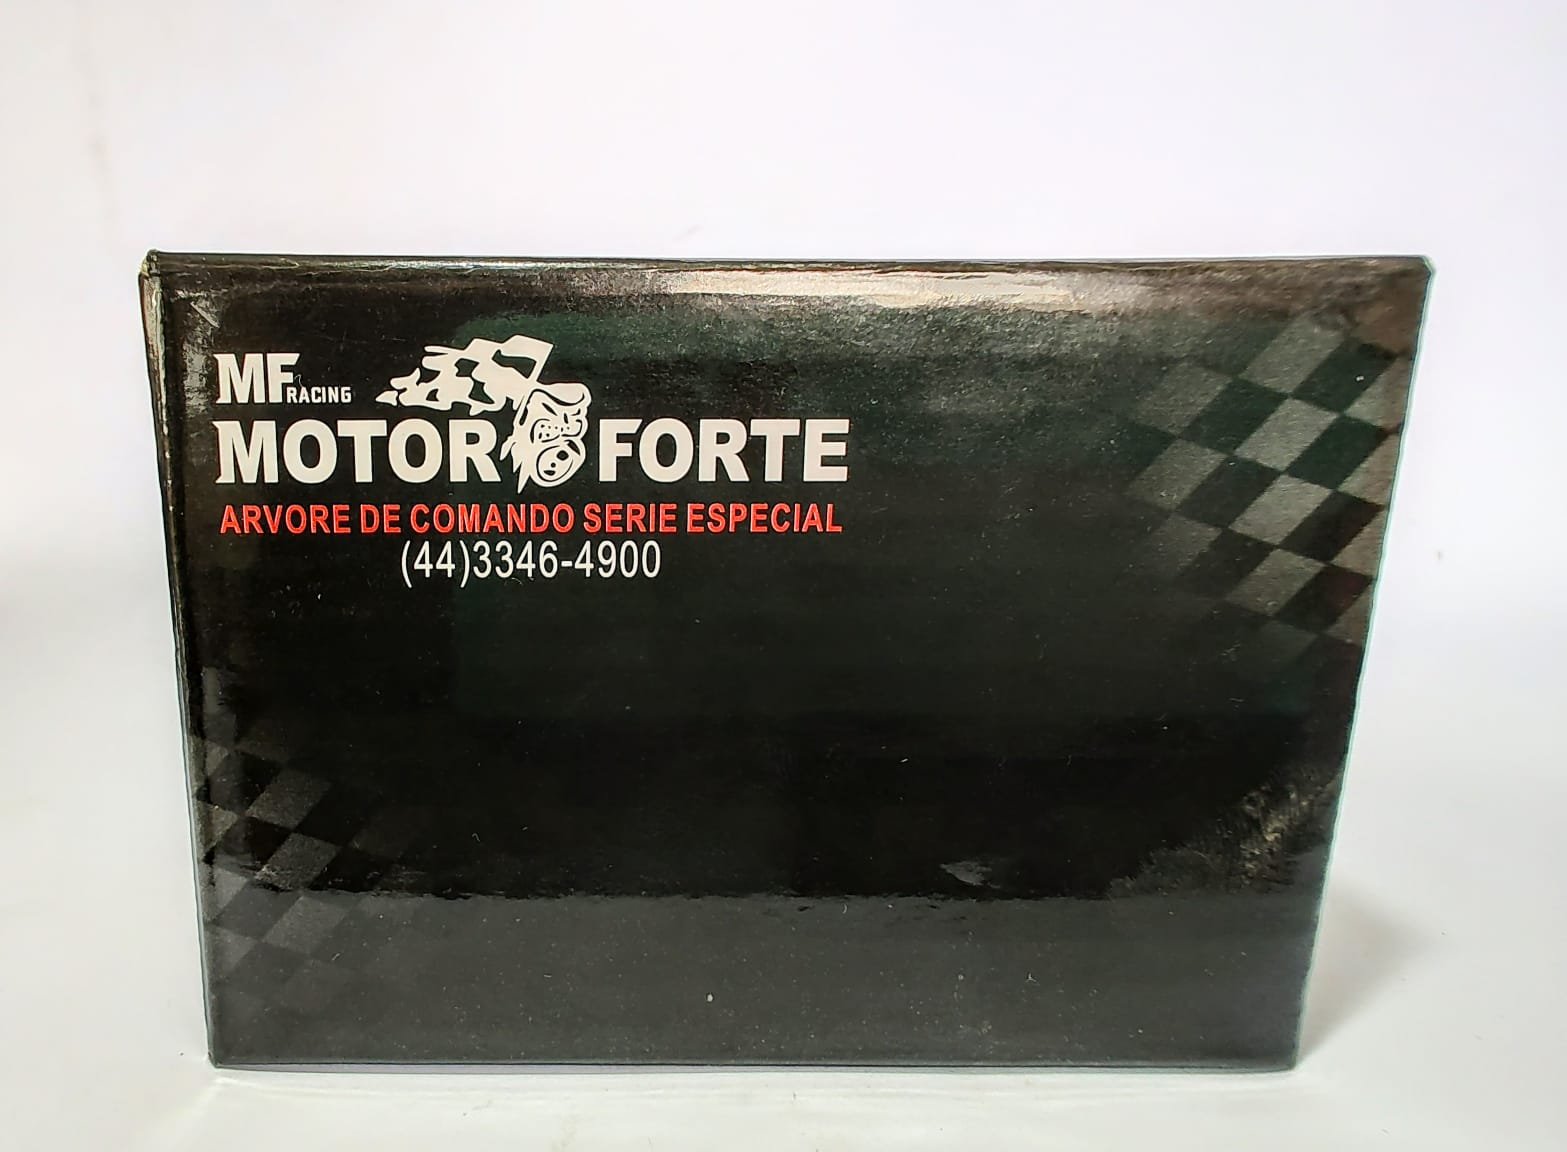 MF RACING
MOTOR FORTE
ARVORE DE COMANDO SERIE ESPECIAL
(44)3346-4900